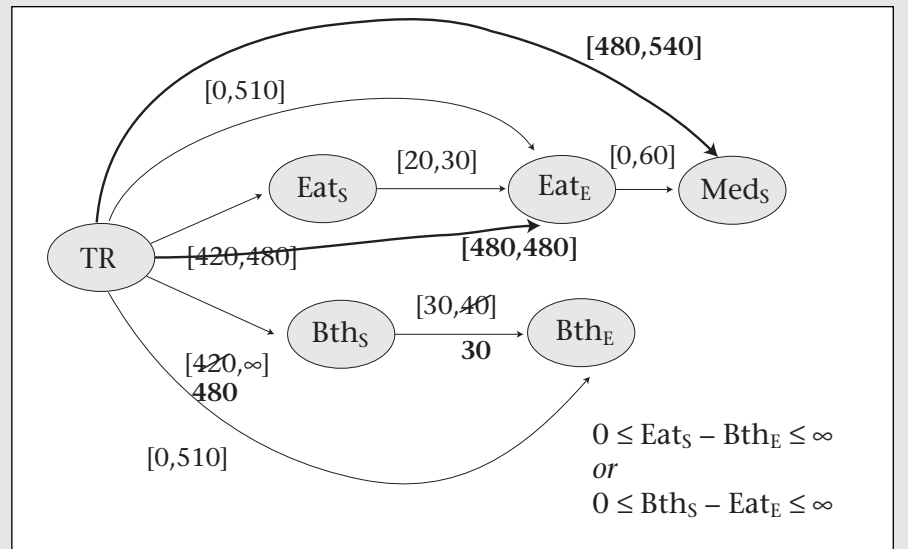 [480,540]
[0,510]
[20,30]
[0,60]
Eat_S
Eat_E
Med_S
TR
[420,480]
[480,480]
[30,40]
Bth_S
Bth_E
30
[420,∞]
480
[0,510]
0 ≤ Eat_S – Bth_E ≤ ∞
or
0 ≤ Bth_S – Eat_E ≤ ∞